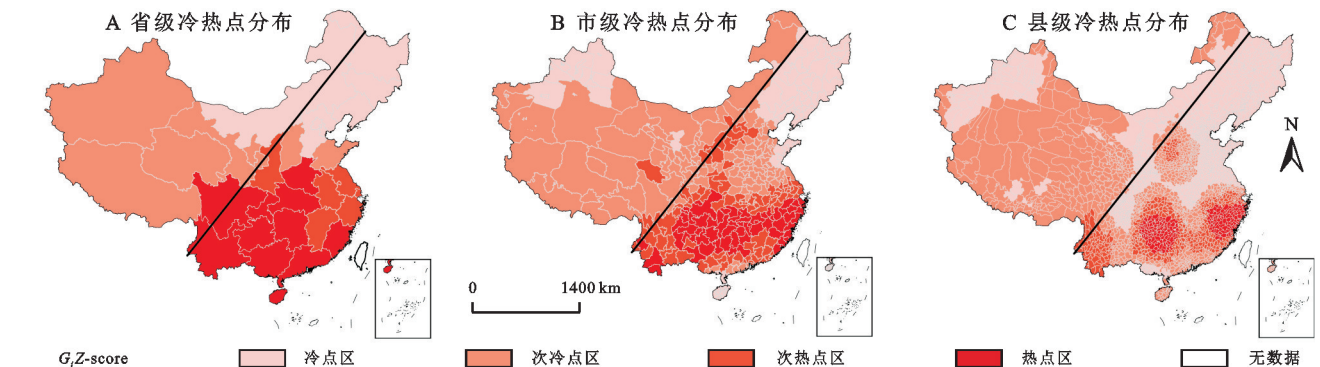 A 省级冷热点分布
B 市级冷热点分布
C 县级冷热点分布
N
0 1400 km
GᵢZ-score 冷点区 次冷点区 次热点区 热点区 无数据